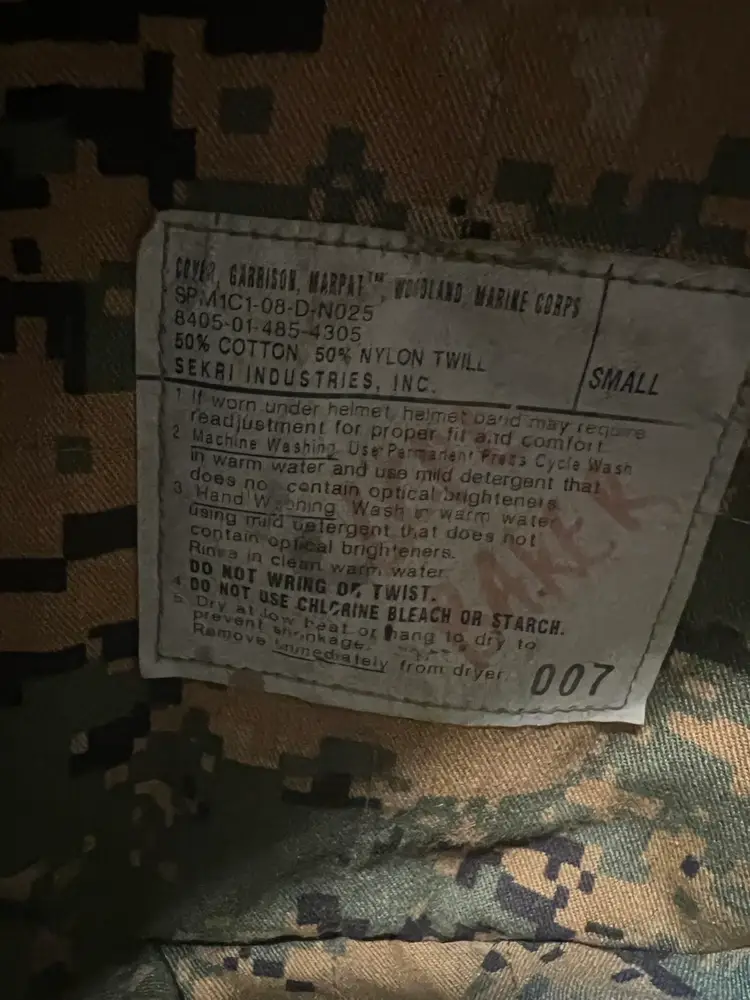 COVER, GARRISON, MARPAT™, WOODLAND, MARINE CORPS
SPM1C1-08-D-N025
8405-01-485-4305
50% COTTON 50% NYLON TWILL
SEKRI INDUSTRIES, INC.
SMALL
1 If worn under helmet, helmet band may require
readjustment for proper fit and comfort.
2. Machine Washing. Use Permanent Press Cycle Wash
in warm water and use mild detergent that
does not contain optical brighteners
3. Hand Washing. Wash in warm water
using mild detergent that does not
contain optical brighteners.
Rinse in clean warm water.
DO NOT WRING OR TWIST.
4. DO NOT USE CHLORINE BLEACH OR STARCH.
5. Dry at low heat or hang to dry to
prevent shrinkage.
Remove immediately from dryer.
007